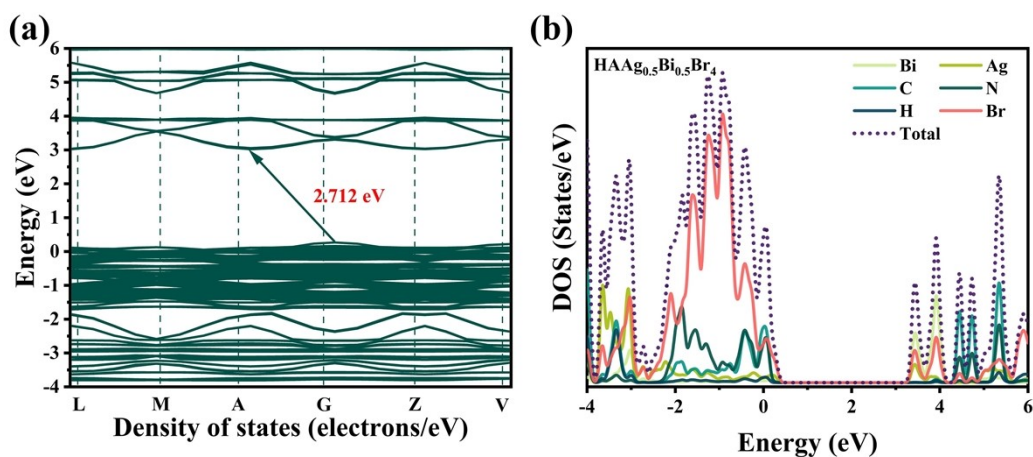 (a)
Energy (eV)
6
5
4
3
2
1
0
-1
-2
-3
-4
2.712 eV
L M A G Z V
Density of states (electrons/eV)
(b)
DOS (States/eV)
HAAg0.5Bi0.5Br4
Bi Ag
C N
H Br
Total
-4 -2 0 2 4 6
Energy (eV)